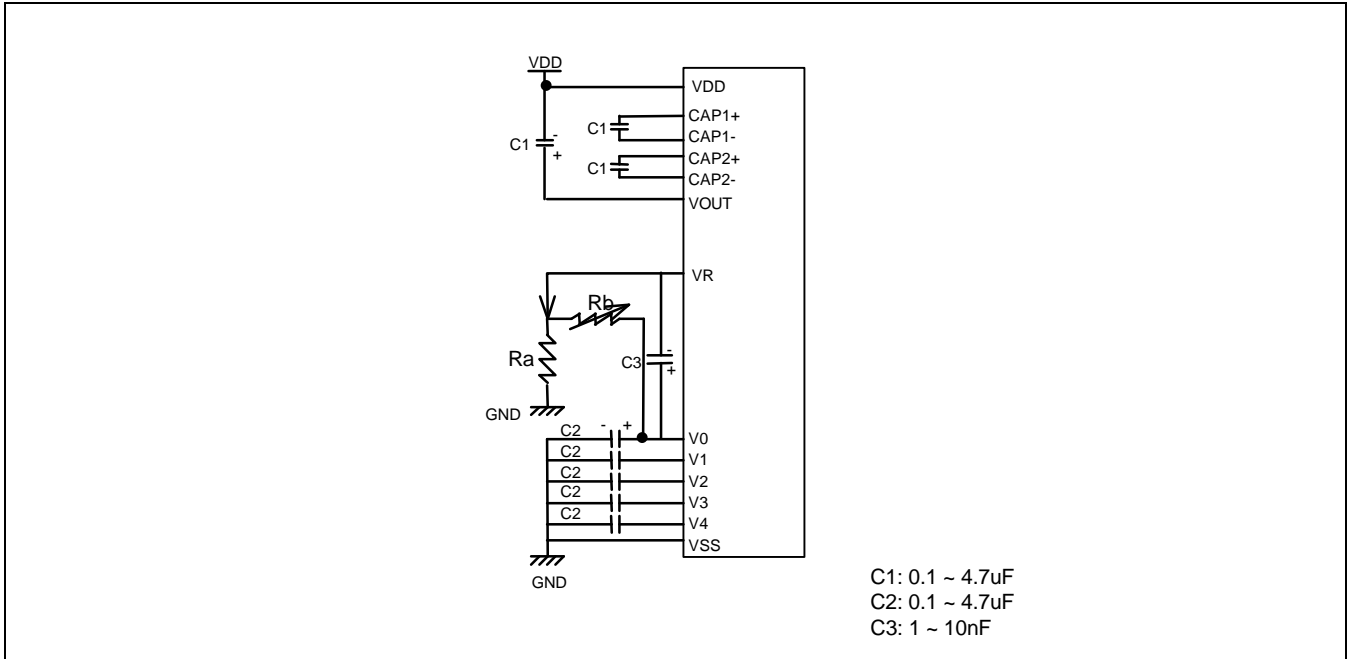 VDD
VDD
CAP1+
C1
CAP1-
C1
-
+
CAP2+
C1
CAP2-
VOUT
VR
Rb
Ra
C3
-
+
GND
C2
-
+
V0
C2
V1
C2
V2
C2
V3
C2
V4
VSS
GND
C1: 0.1 ~ 4.7uF
C2: 0.1 ~ 4.7uF
C3: 1 ~ 10nF